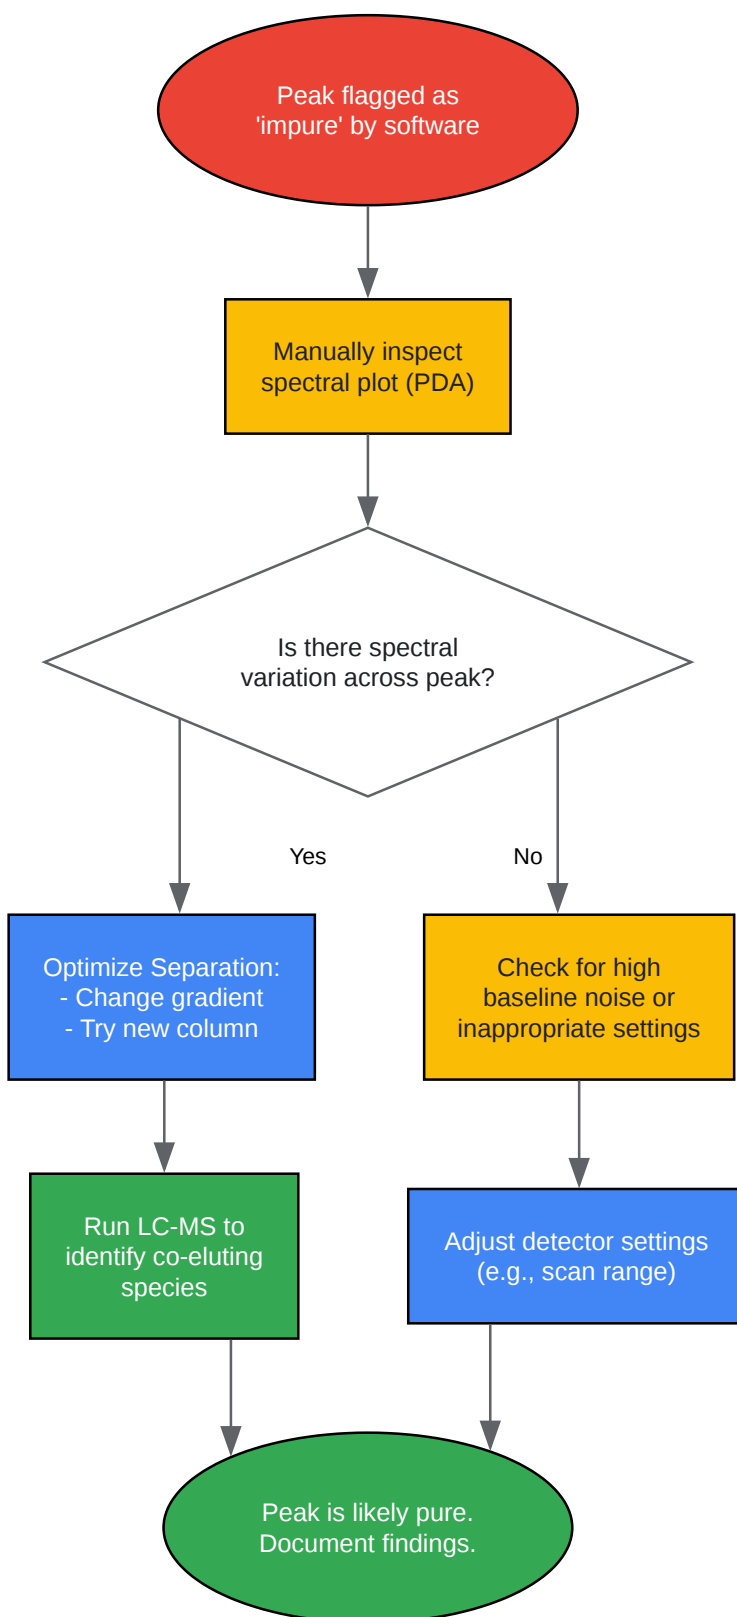 Peak flagged as
'impure' by software
Manually inspect
spectral plot (PDA)
Is there spectral
variation across peak?
Yes
No
Optimize Separation:
- Change gradient
- Try new column
Check for high
baseline noise or
inappropriate settings
Run LC-MS to
identify co-eluting
species
Adjust detector settings
(e.g., scan range)
Peak is likely pure.
Document findings.